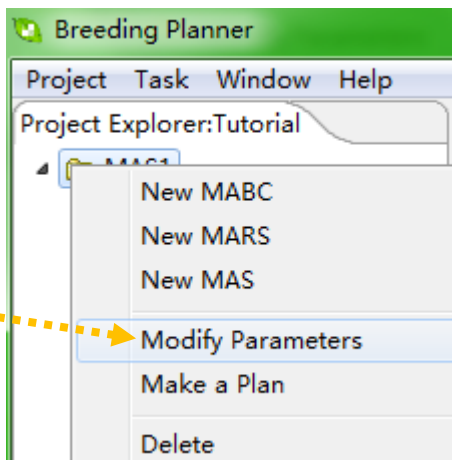 Breeding Planner
Project Task Window Help
Project Explorer:Tutorial
MAS1
New MABC
New MARS
New MAS
Modify Parameters
Make a Plan
Delete